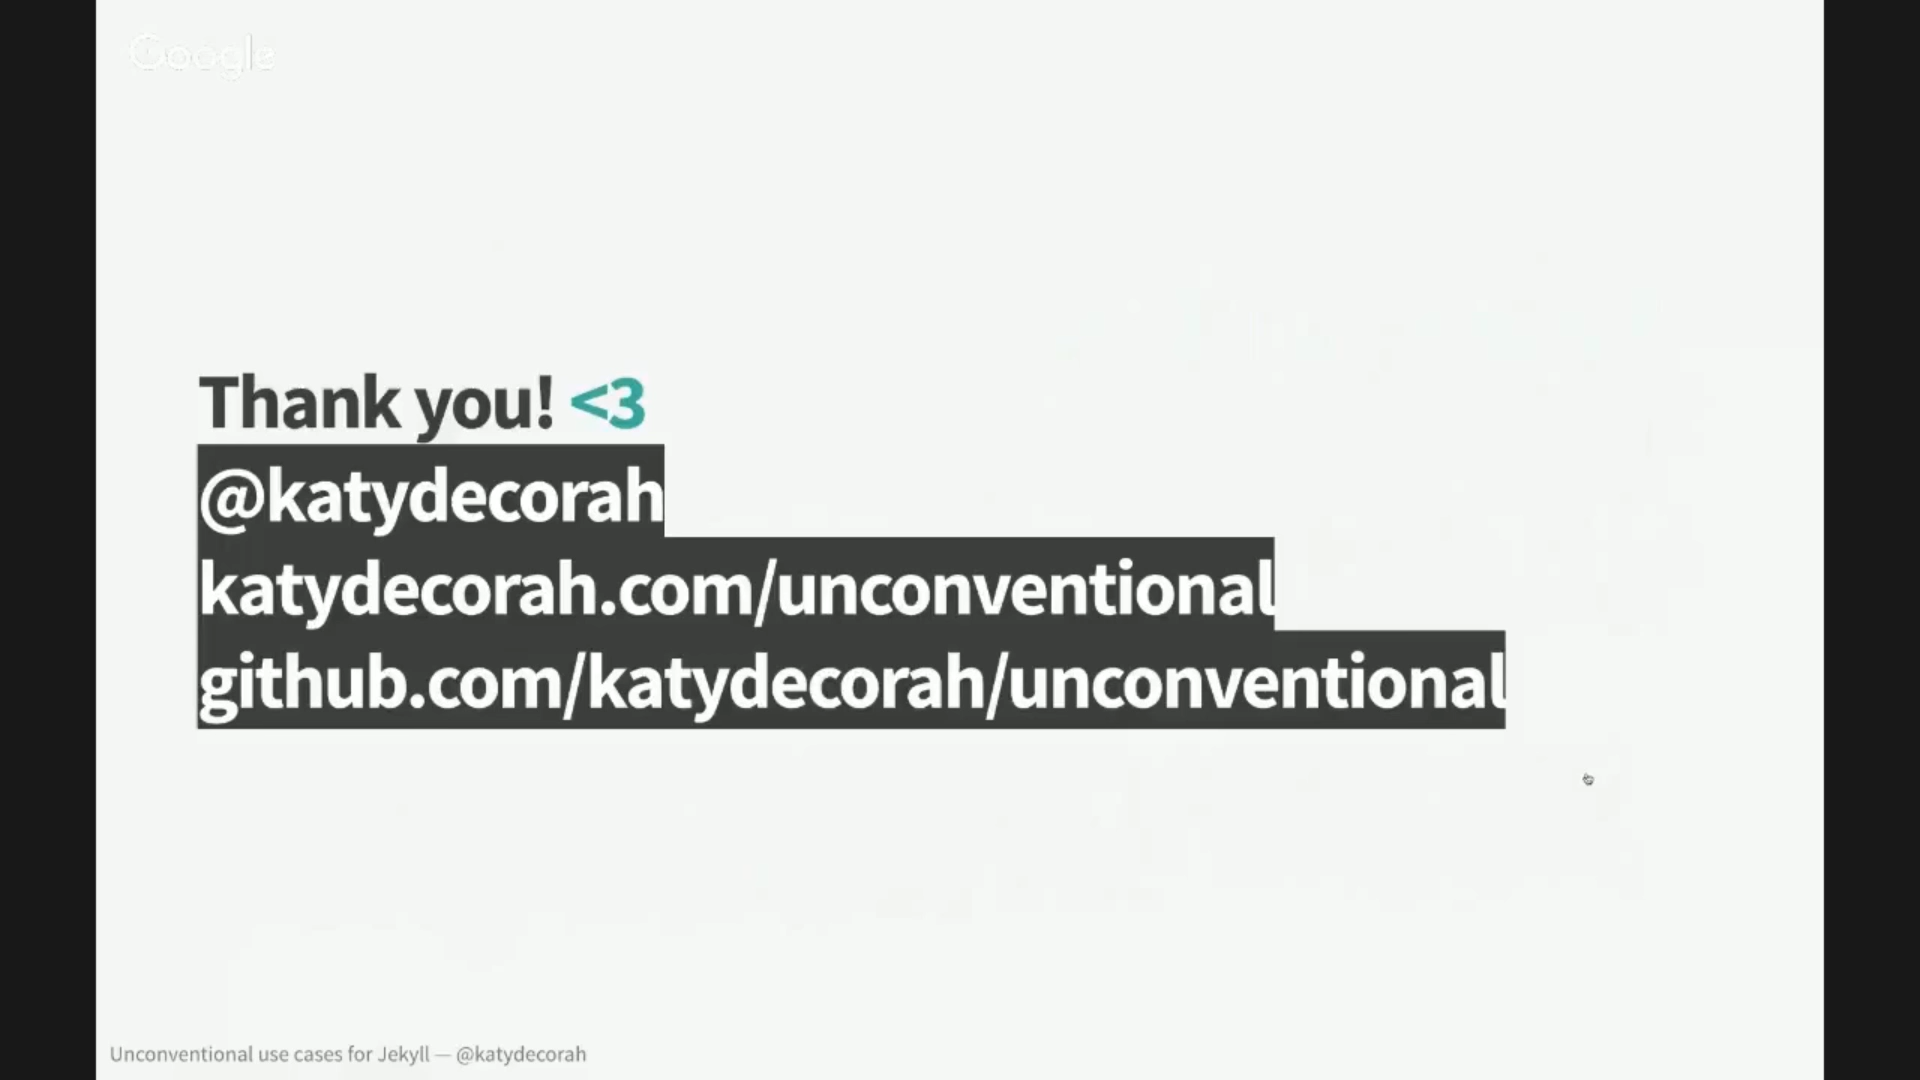 Google
Thank you! <3
@katydecorah
katydecorah.com/unconventional
github.com/katydecorah/unconventional
Unconventional use cases for Jekyll — @katydecorah